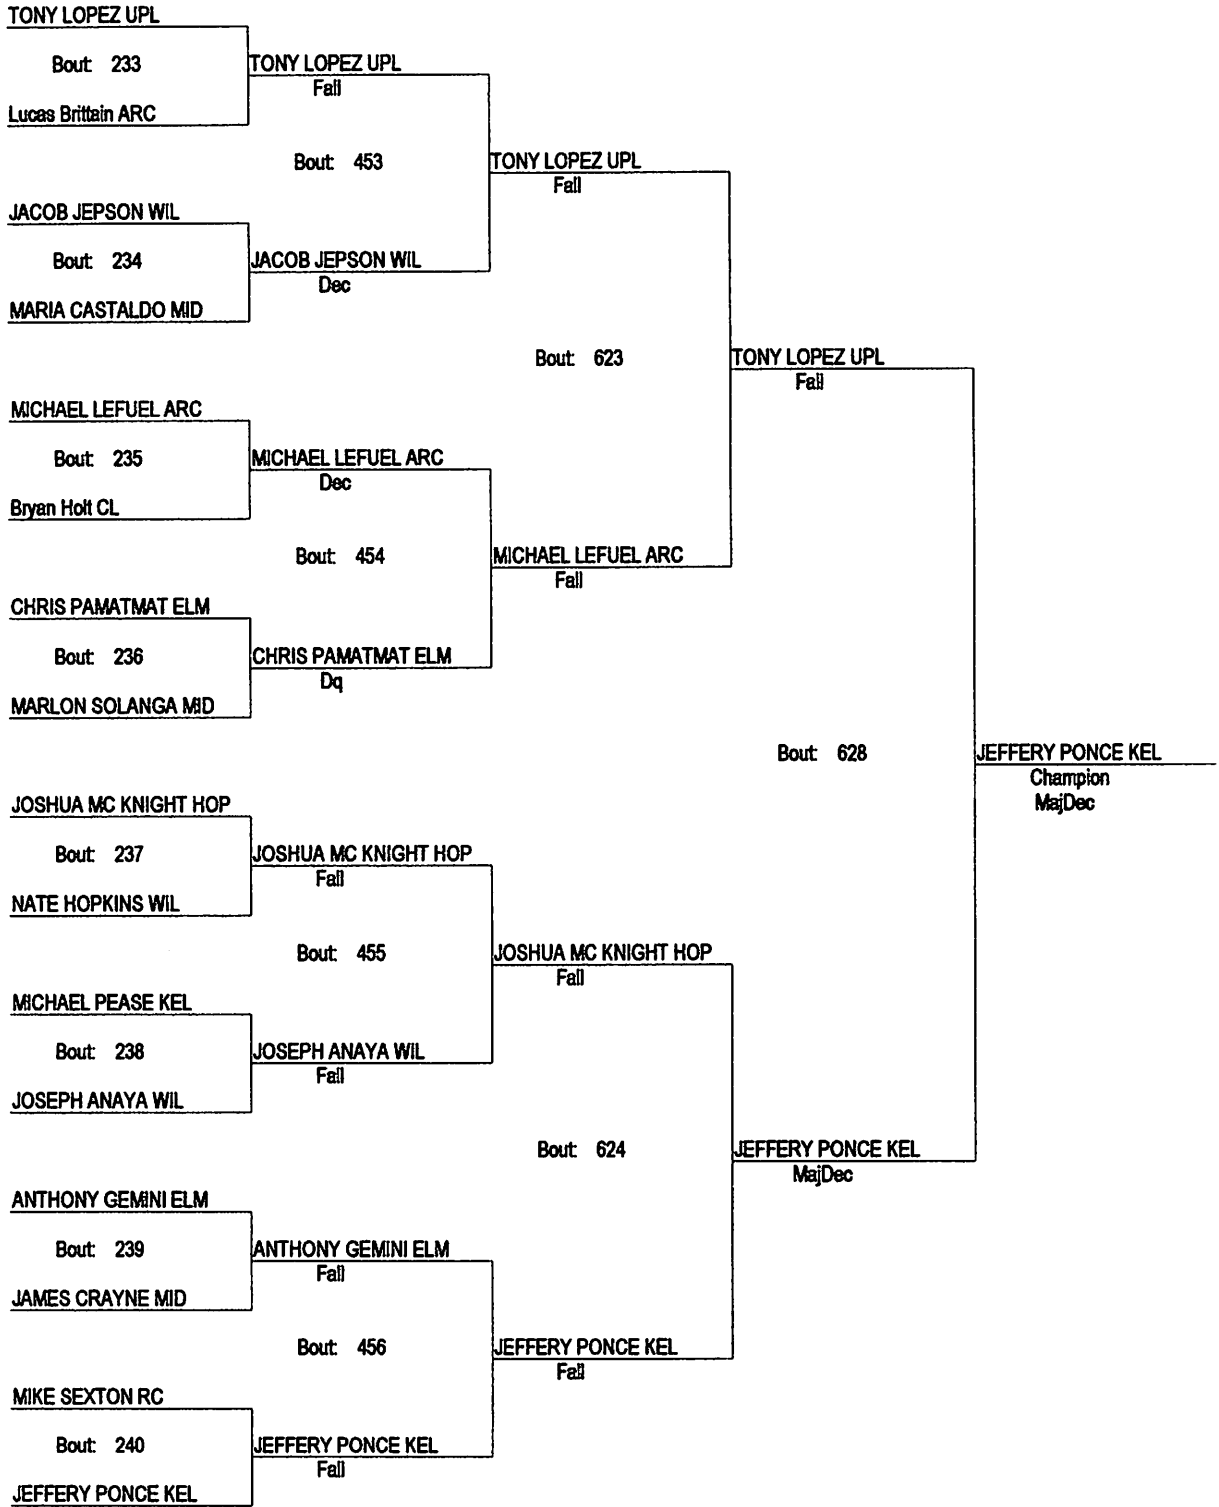 TONY LOPEZ UPL
Bout: 233
TONY LOPEZ UPL
Fall
Lucas Brittain ARC
Bout: 453
TONY LOPEZ UPL
Fall
JACOB JEPSON WIL
Bout: 234
JACOB JEPSON WIL
Dec
MARIA CASTALDO MID
Bout: 623
TONY LOPEZ UPL
Fall
MICHAEL LEFUEL ARC
Bout: 235
MICHAEL LEFUEL ARC
Dec
Bryan Holt CL
Bout: 454
MICHAEL LEFUEL ARC
Fall
CHRIS PAMATMAT ELM
Bout: 236
CHRIS PAMATMAT ELM
Dq
MARLON SOLANGA MID
Bout: 628
JEFFERY PONCE KEL
Champion
MajDec
JOSHUA MC KNIGHT HOP
Bout: 237
JOSHUA MC KNIGHT HOP
Fall
NATE HOPKINS WIL
Bout: 455
JOSHUA MC KNIGHT HOP
Fall
MICHAEL PEASE KEL
Bout: 238
JOSEPH ANAYA WIL
Fall
JOSEPH ANAYA WIL
Bout: 624
JEFFERY PONCE KEL
MajDec
ANTHONY GEMINI ELM
Bout: 239
ANTHONY GEMINI ELM
Fall
JAMES CRAYNE MID
Bout: 456
JEFFERY PONCE KEL
Fall
MIKE SEXTON RC
Bout: 240
JEFFERY PONCE KEL
Fall
JEFFERY PONCE KEL